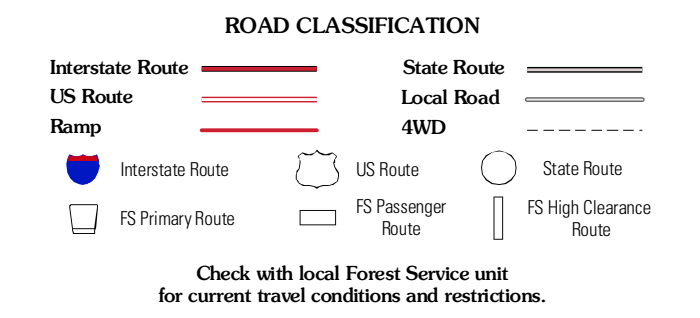 ROAD CLASSIFICATION
Interstate Route
State Route
US Route
Local Road
Ramp
4WD
Interstate Route
US Route
State Route
FS Primary Route
FS Passenger
Route
FS High Clearance
Route
Check with local Forest Service unit
for current travel conditions and restrictions.